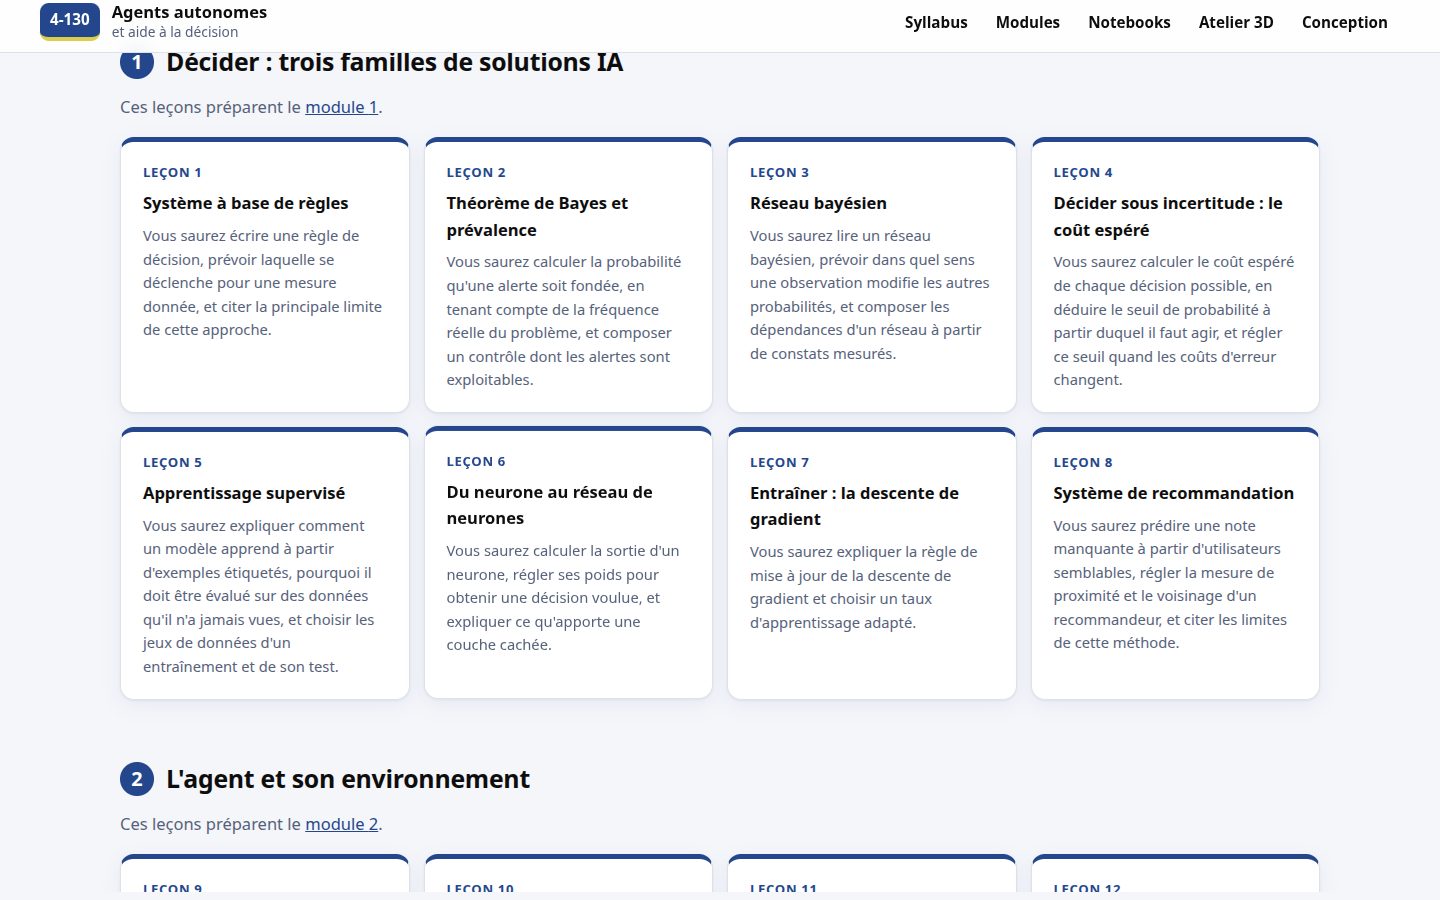 4-130
Agents autonomes
et aide à la décision
Syllabus
Modules
Notebooks
Atelier 3D
Conception
1
Décider : trois familles de solutions IA
Ces leçons préparent le module 1.
LEÇON 1
Système à base de règles
Vous saurez écrire une règle de
décision, prévoir laquelle se
déclenche pour une mesure
donnée, et citer la principale limite
de cette approche.
LEÇON 2
Théorème de Bayes et
prévalence
Vous saurez calculer la probabilité
qu'une alerte soit fondée, en
tenant compte de la fréquence
réelle du problème, et composer
un contrôle dont les alertes sont
exploitables.
LEÇON 3
Réseau bayésien
Vous saurez lire un réseau
bayésien, prévoir dans quel sens
une observation modifie les autres
probabilités, et composer les
dépendances d'un réseau à partir
de constats mesurés.
LEÇON 4
Décider sous incertitude : le
coût espéré
Vous saurez calculer le coût espéré
de chaque décision possible, en
déduire le seuil de probabilité à
partir duquel il faut agir, et régler
ce seuil quand les coûts d'erreur
changent.
LEÇON 5
Apprentissage supervisé
Vous saurez expliquer comment
un modèle apprend à partir
d'exemples étiquetés, pourquoi il
doit être évalué sur des données
qu'il n'a jamais vues, et choisir les
jeux de données d'un
entraînement et de son test.
LEÇON 6
Du neurone au réseau de
neurones
Vous saurez calculer la sortie d'un
neurone, régler ses poids pour
obtenir une décision voulue, et
expliquer ce qu'apporte une
couche cachée.
LEÇON 7
Entraîner : la descente de
gradient
Vous saurez expliquer la règle de
mise à jour de la descente de
gradient et choisir un taux
d'apprentissage adapté.
LEÇON 8
Système de recommandation
Vous saurez prédire une note
manquante à partir d'utilisateurs
semblables, régler la mesure de
proximité et le voisinage d'un
recommandeur, et citer les limites
de cette méthode.
2
L'agent et son environnement
Ces leçons préparent le module 2.
LEÇON 9
LEÇON 10
LEÇON 11
LEÇON 12